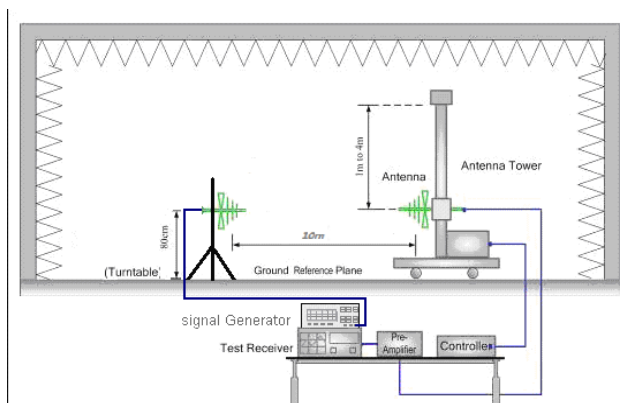 1m to 4m
Antenna Tower
Antenna
80cm
10m
(Turntable)
Ground Reference Plane
signal Generator
Test Receiver
Pre-
Amplifier
Controller